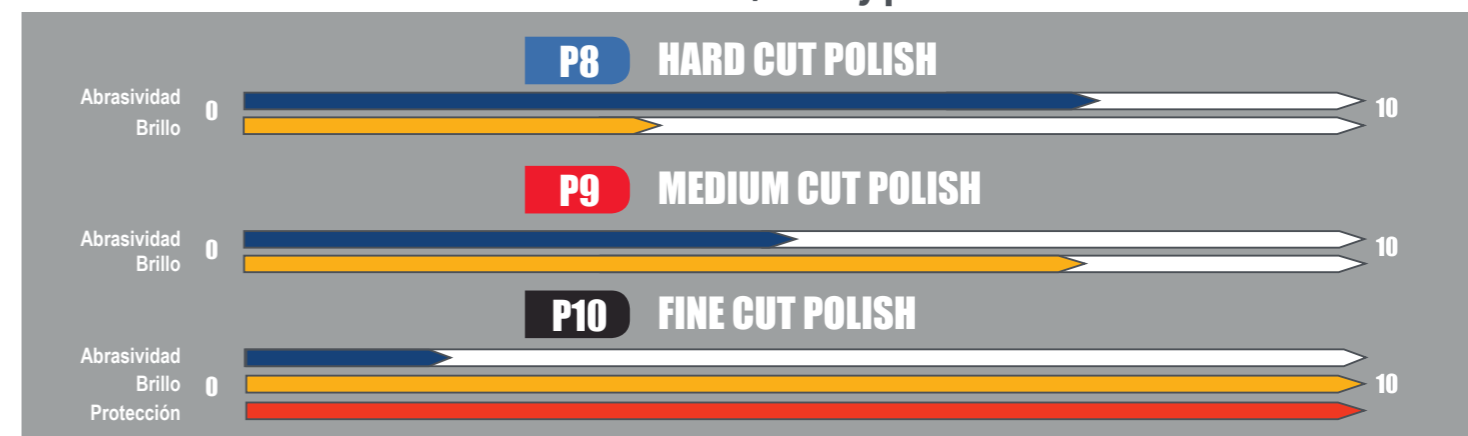 P8 HARD CUT POLISH
Abrasividad
0
10
Brillo
P9 MEDIUM CUT POLISH
Abrasividad
0
10
Brillo
P10 FINE CUT POLISH
Abrasividad
Brillo
0
10
Protección